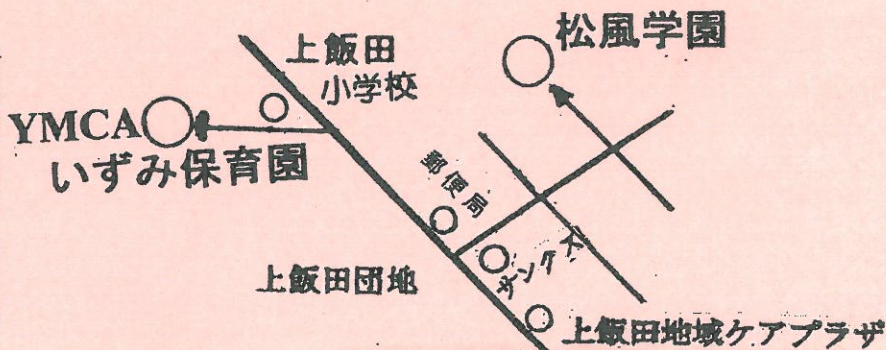 松風学園
上飯田
小学校
YMCA
いずみ保育園
郵便局
サンクス
上飯田団地
上飯田地域ケアプラザ